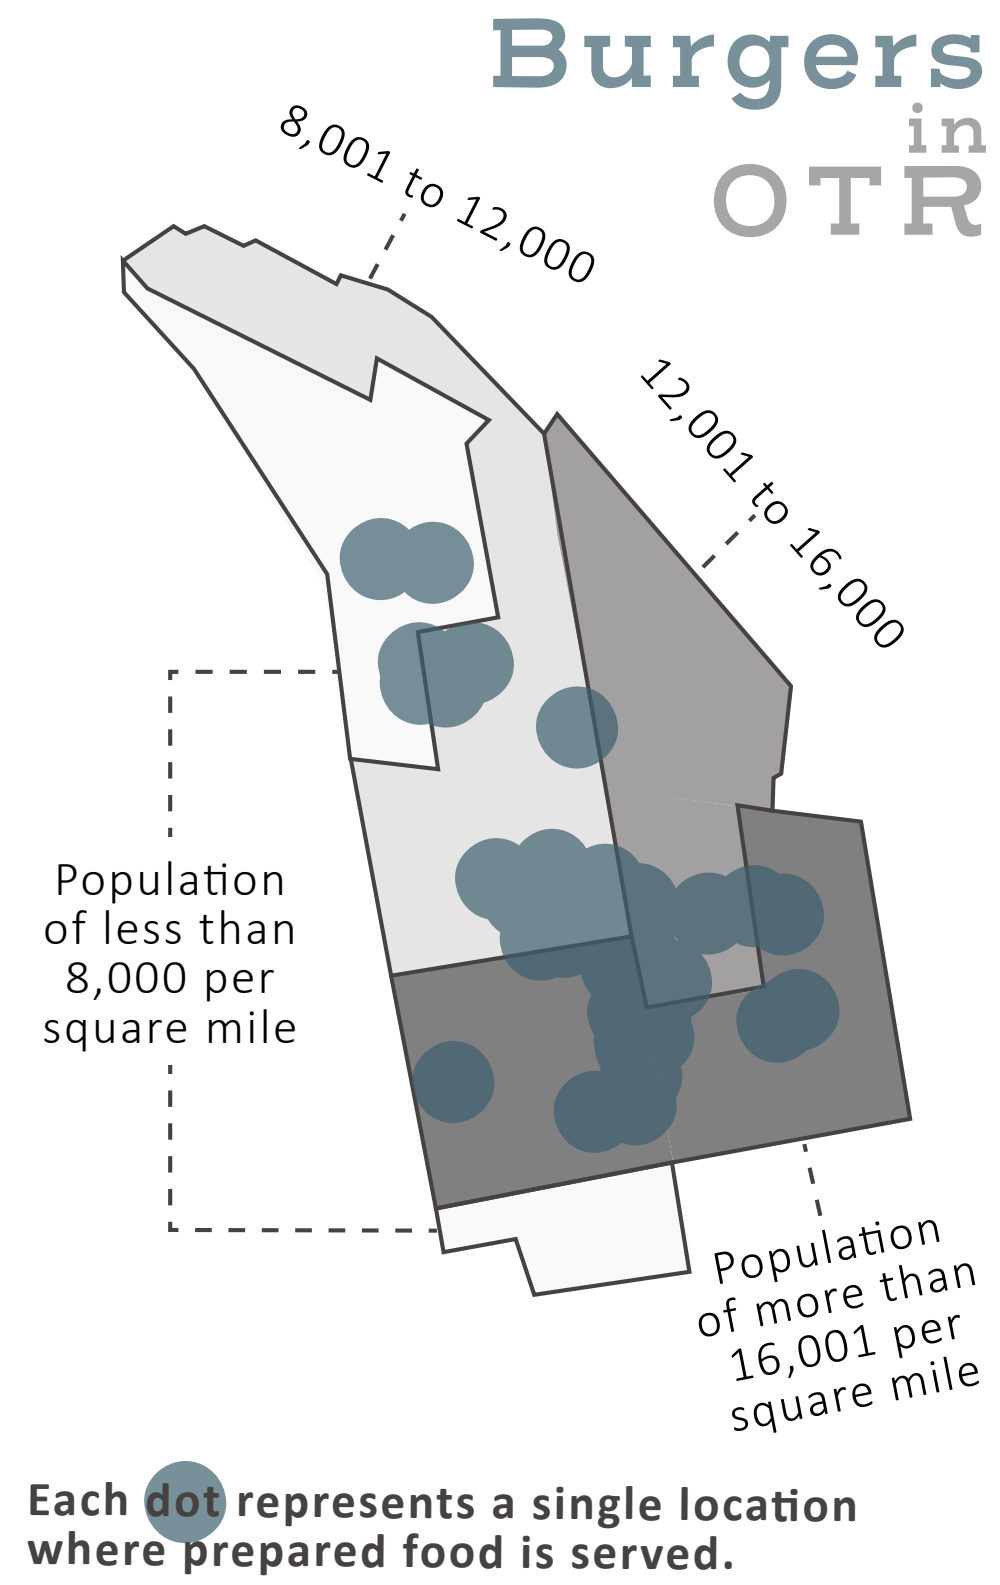 Burgers
in
OTR
8,001 to 12,000
12,001 to 16,000
Population
of less than
8,000 per
square mile
Population
of more than
16,001 per
square mile
Each dot represents a single location
where prepared food is served.